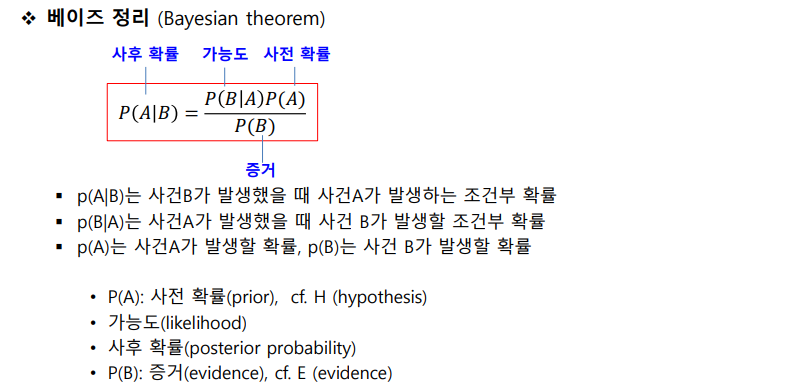 ❖ 베이즈 정리 (Bayesian theorem)
사후 확률 가능도 사전 확률
P(A|B) = P(B|A)P(A) / P(B)
증거
▪ p(A|B)는 사건B가 발생했을 때 사건A가 발생하는 조건부 확률
▪ p(B|A)는 사건A가 발생했을 때 사건 B가 발생할 조건부 확률
▪ p(A)는 사건A가 발생할 확률, p(B)는 사건 B가 발생할 확률
• P(A): 사전 확률(prior), cf. H (hypothesis)
• 가능도(likelihood)
• 사후 확률(posterior probability)
• P(B): 증거(evidence), cf. E (evidence)